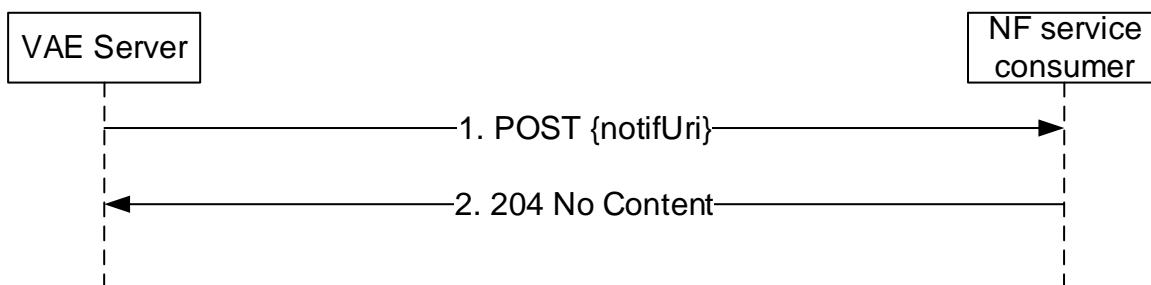 VAE Server
NF service
consumer
1. POST {notifUri}
2. 204 No Content